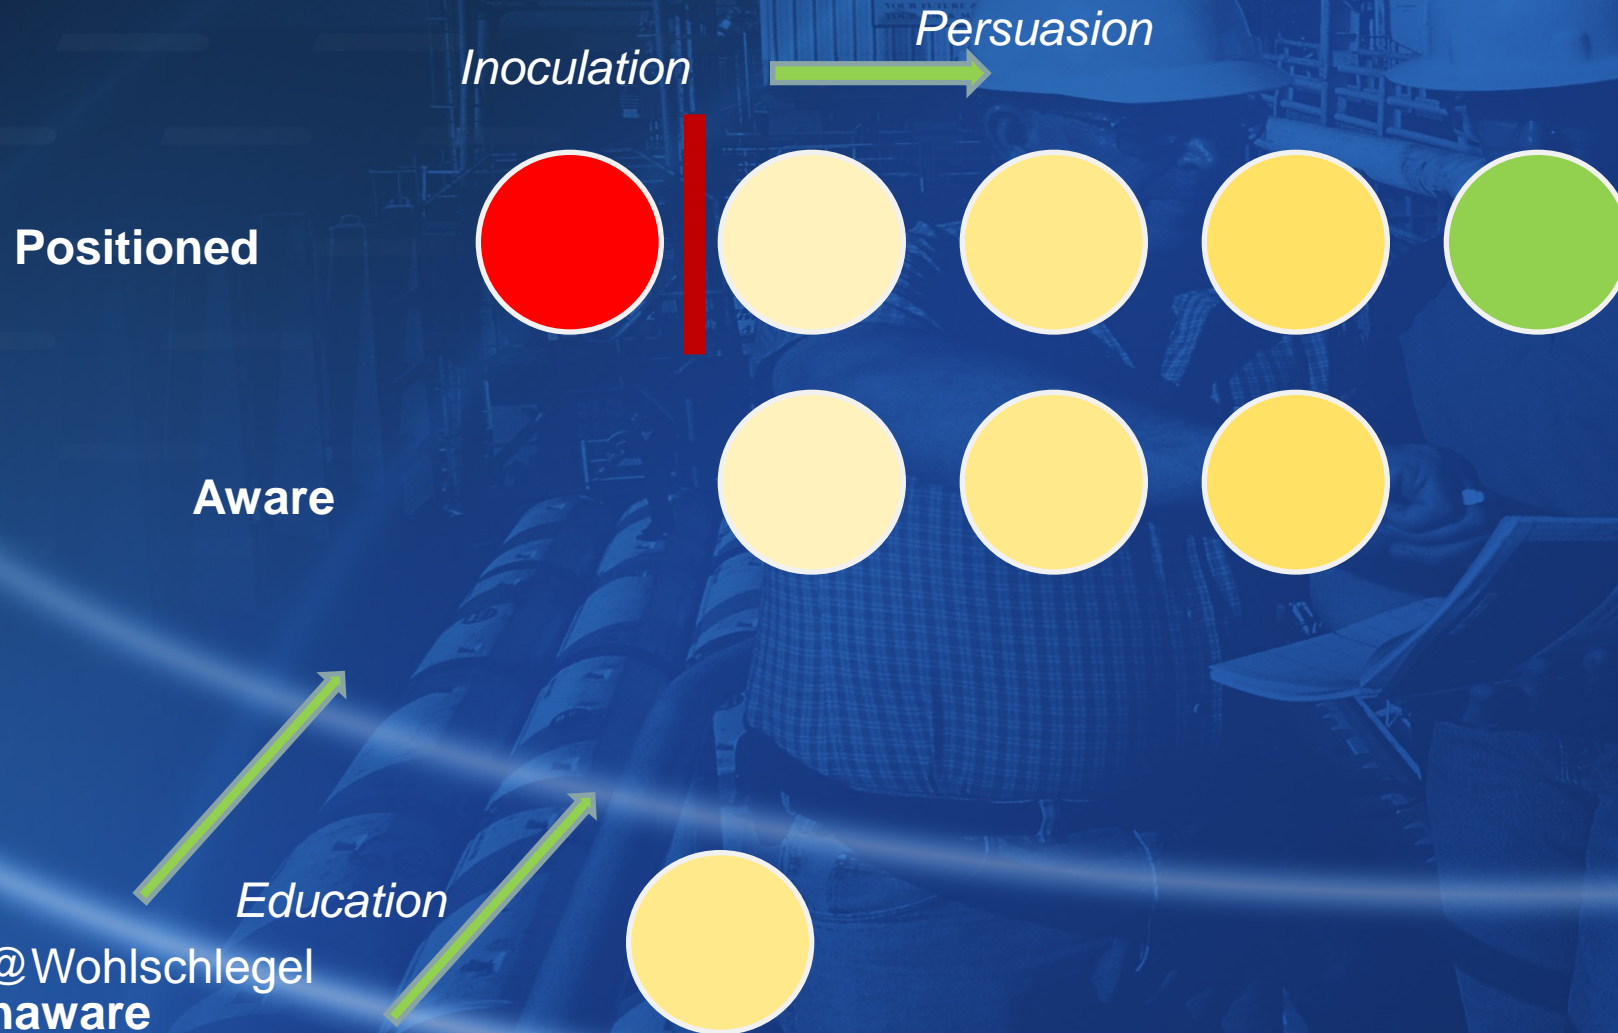 Persuasion
Inoculation
Positioned
Aware
Education
@Wohlschlegel
naware